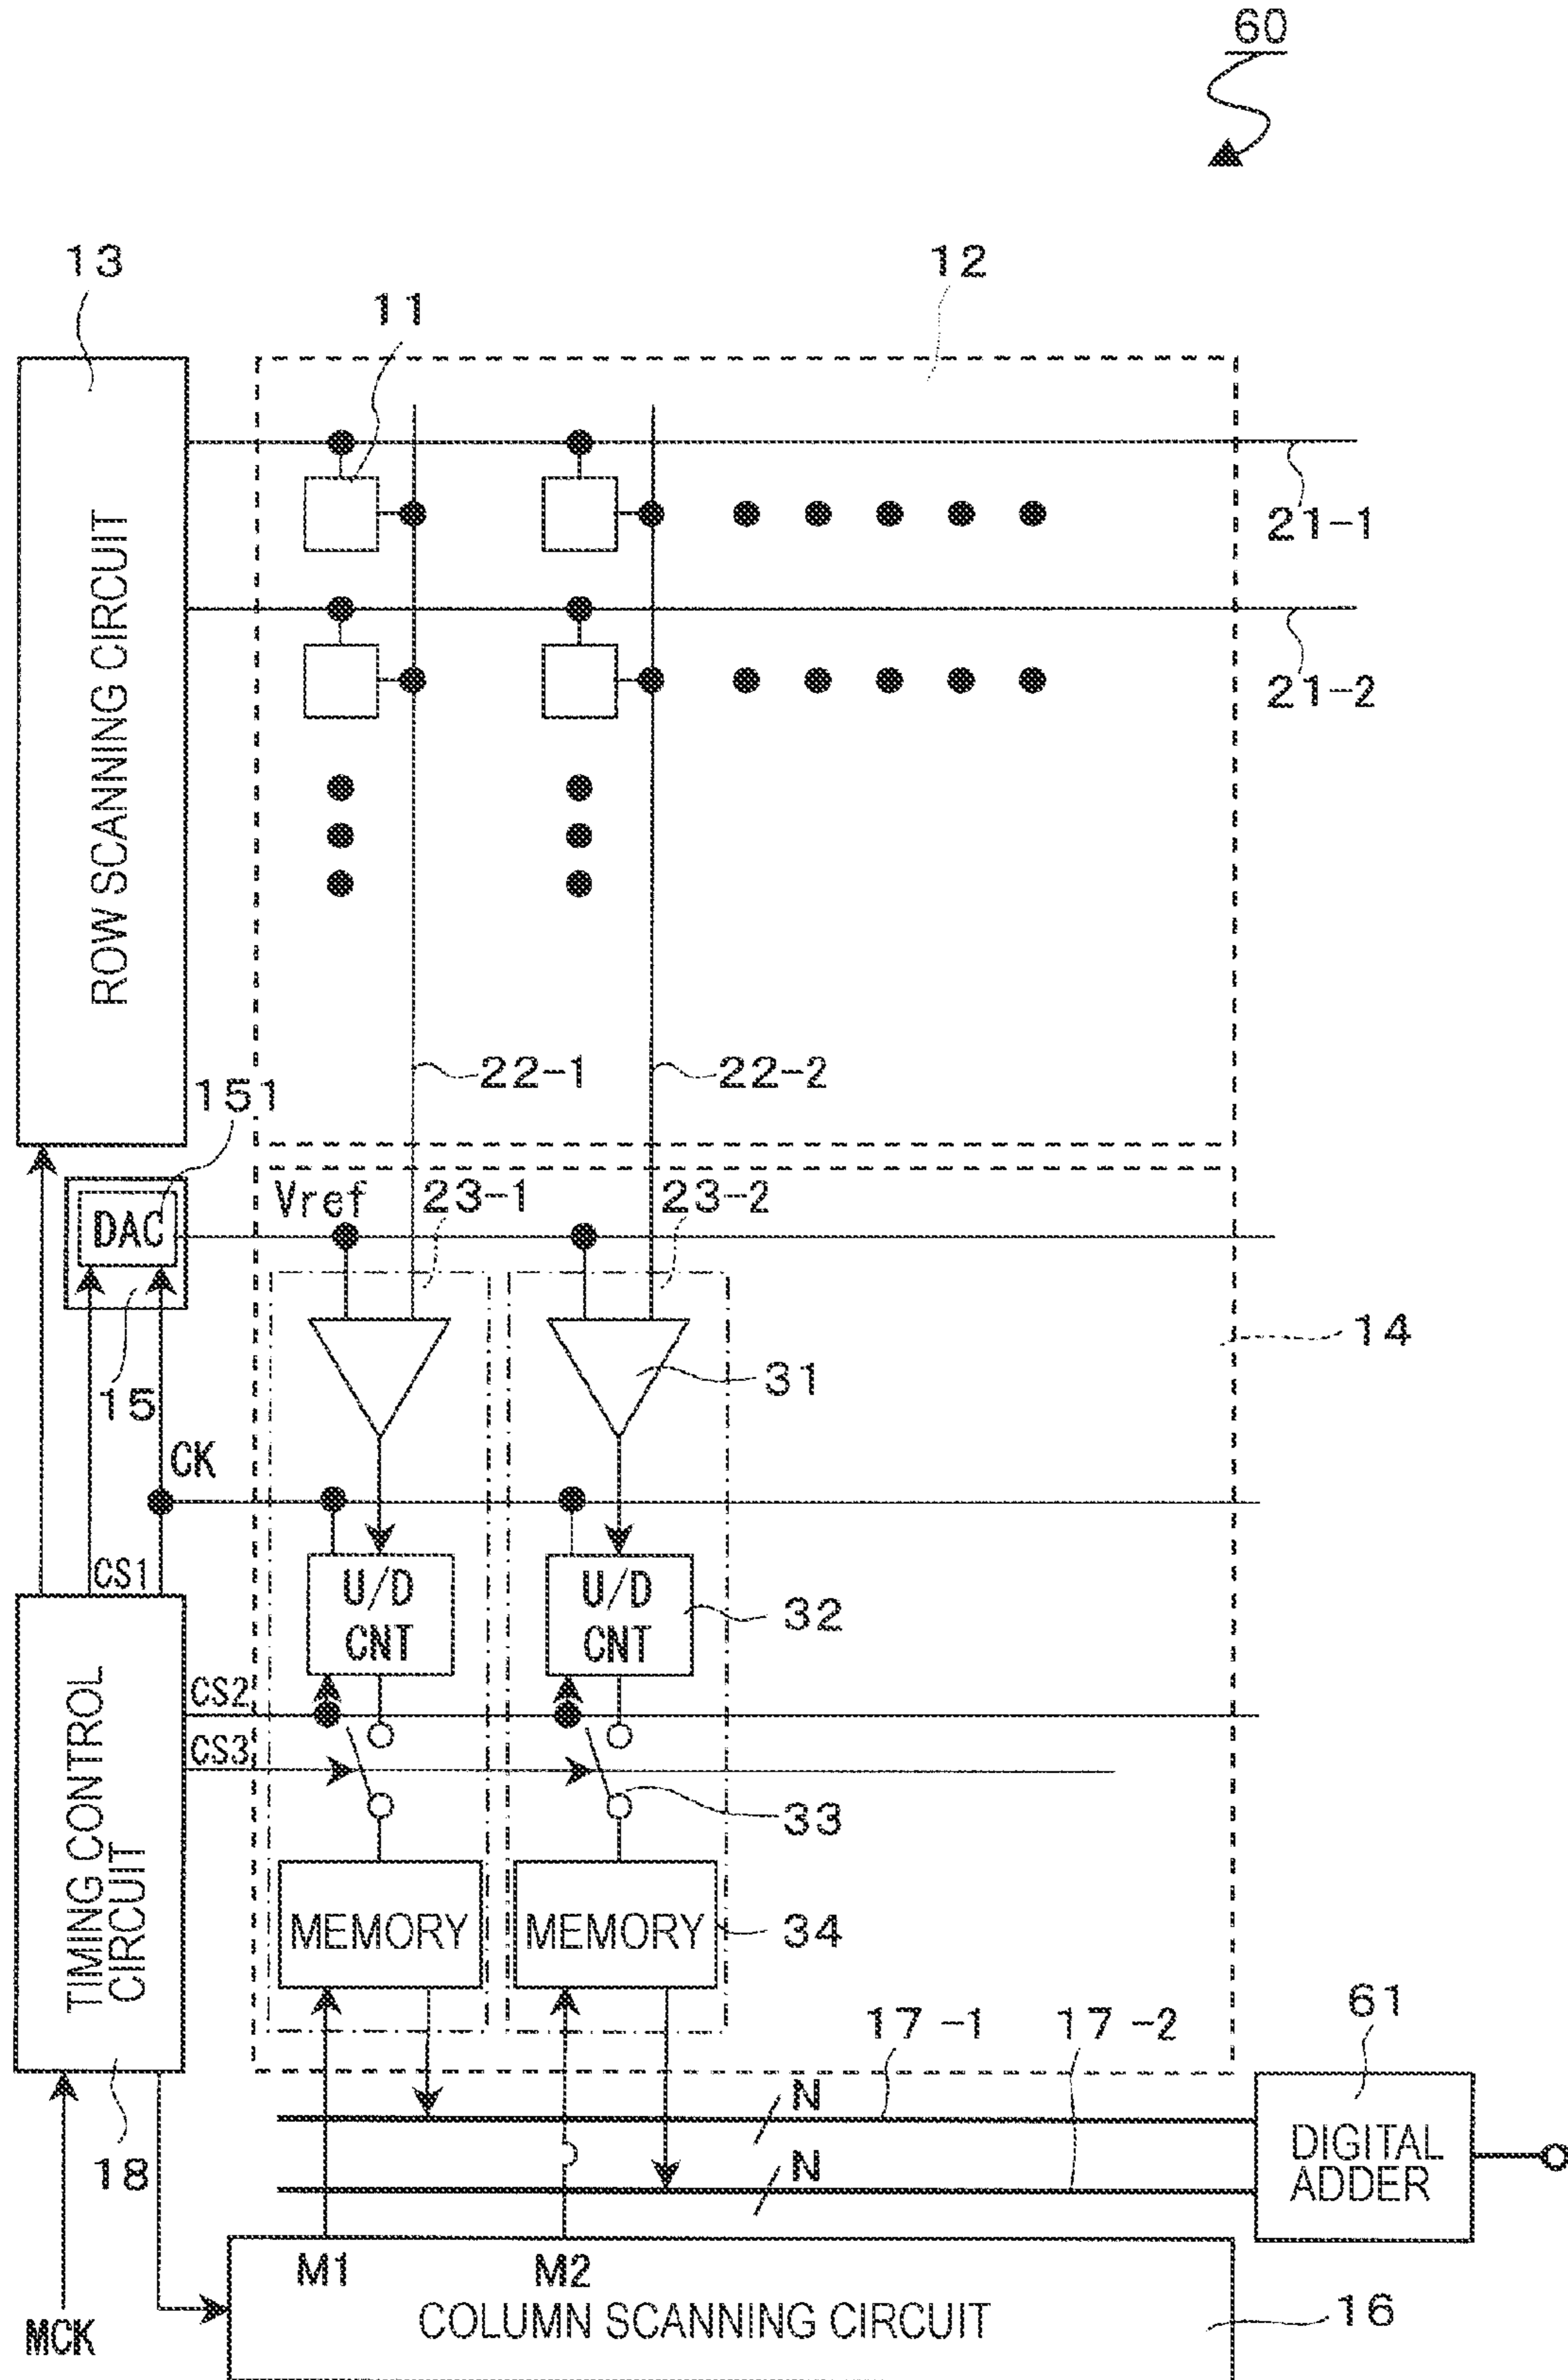 60
13
12
11
ROW SCANNING CIRCUIT
21-1
21-2
22-1
22-2
151
Vref
23-1
23-2
DAC
15
14
31
CK
CS1
U/D
CNT
U/D
CNT
32
CS2
CS3
33
TIMING CONTROL
CIRCUIT
MEMORY
MEMORY
34
17-1
17-2
61
N
N
DIGITAL
ADDER
18
M1
M2
MCK
COLUMN SCANNING CIRCUIT
16